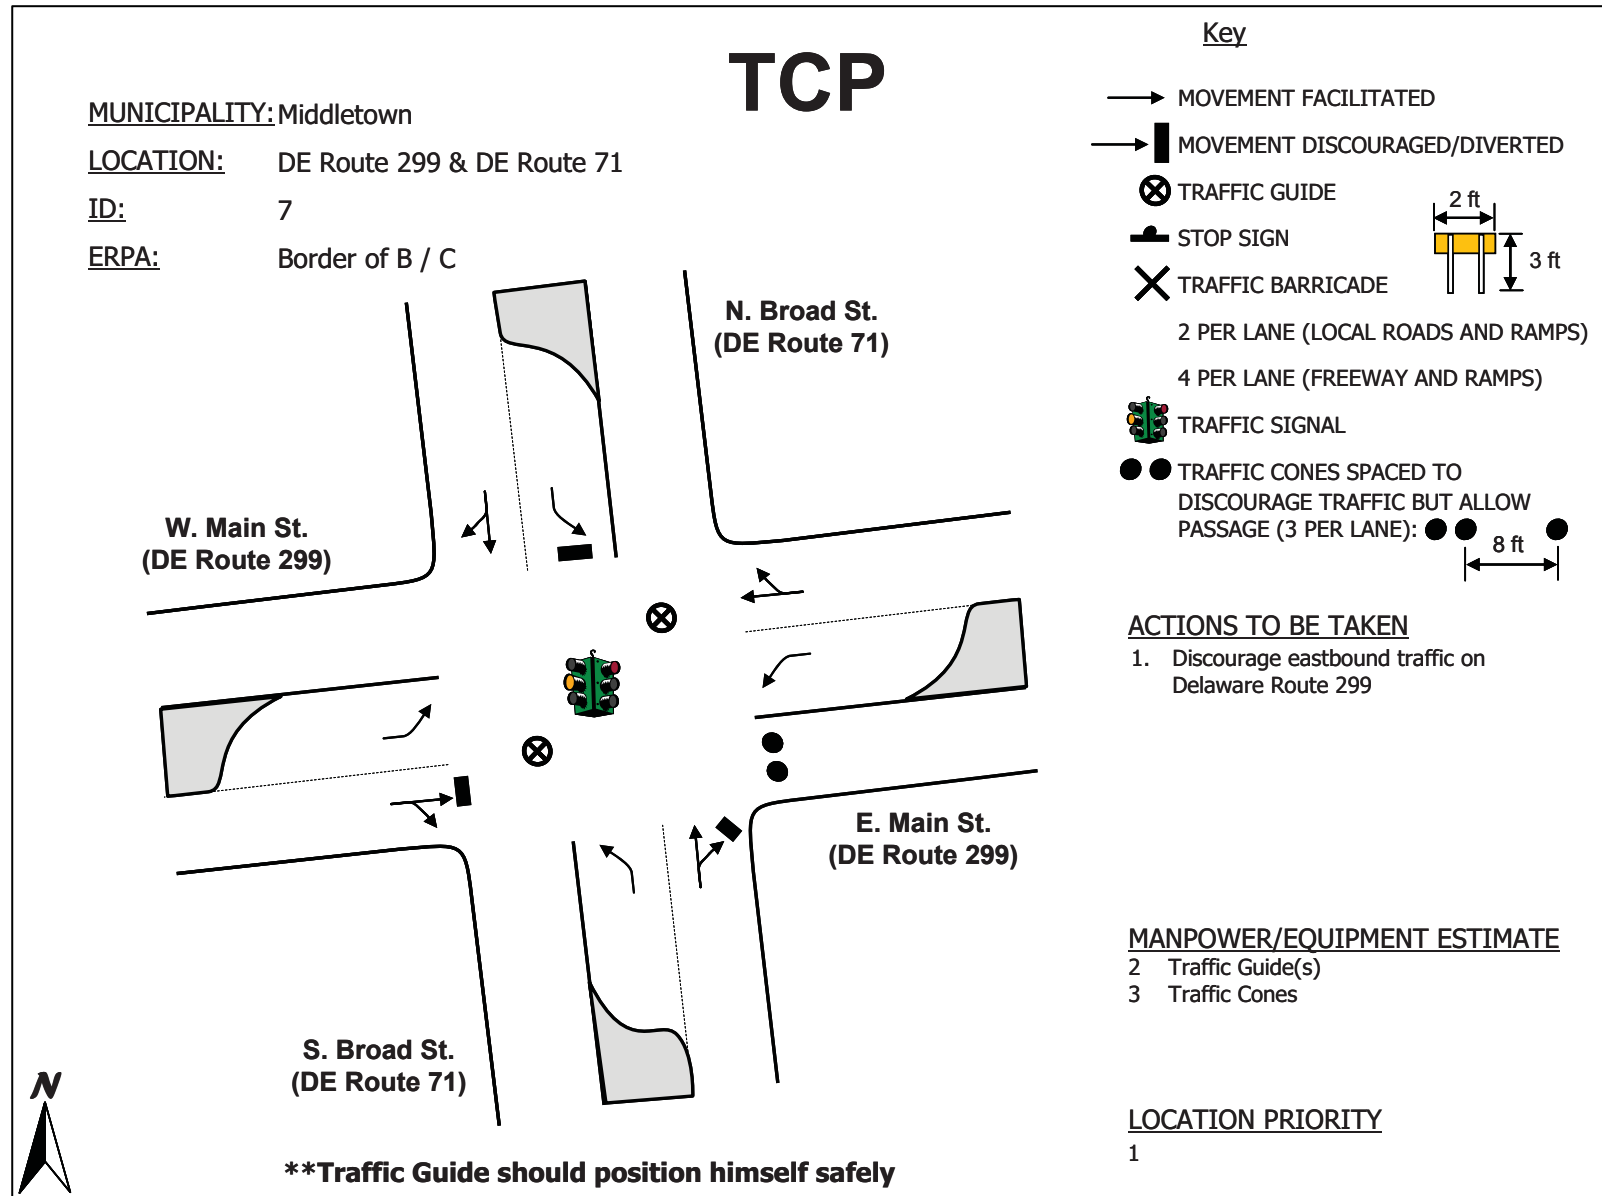 TCP
MUNICIPALITY: Middletown
LOCATION: DE Route 299 & DE Route 71
ID: 7
ERPA: Border of B / C
N. Broad St.
(DE Route 71)
W. Main St.
(DE Route 299)
E. Main St.
(DE Route 299)
S. Broad St.
(DE Route 71)
N
**Traffic Guide should position himself safely
Key
MOVEMENT FACILITATED
MOVEMENT DISCOURAGED/DIVERTED
TRAFFIC GUIDE
2 ft
STOP SIGN
3 ft
TRAFFIC BARRICADE
2 PER LANE (LOCAL ROADS AND RAMPS)
4 PER LANE (FREEWAY AND RAMPS)
TRAFFIC SIGNAL
TRAFFIC CONES SPACED TO
DISCOURAGE TRAFFIC BUT ALLOW
PASSAGE (3 PER LANE):
8 ft
ACTIONS TO BE TAKEN
1. Discourage eastbound traffic on
Delaware Route 299
MANPOWER/EQUIPMENT ESTIMATE
2 Traffic Guide(s)
3 Traffic Cones
LOCATION PRIORITY
1